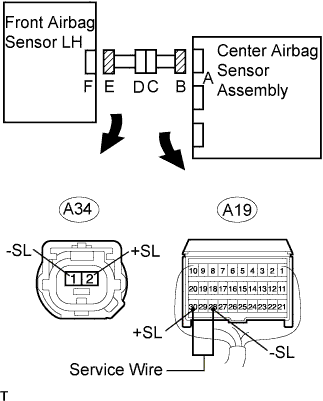 Front Airbag
Sensor LH
Center Airbag
Sensor
Assembly
F E D C B A
A34
A19
-SL
+SL
1 2
10 9 8 7 6 5 4 3 2 1
20 19 18 17 16 15 14 13 12 11
30 29 28 27 26 25 24 23 22 21
+SL
-SL
Service Wire
T